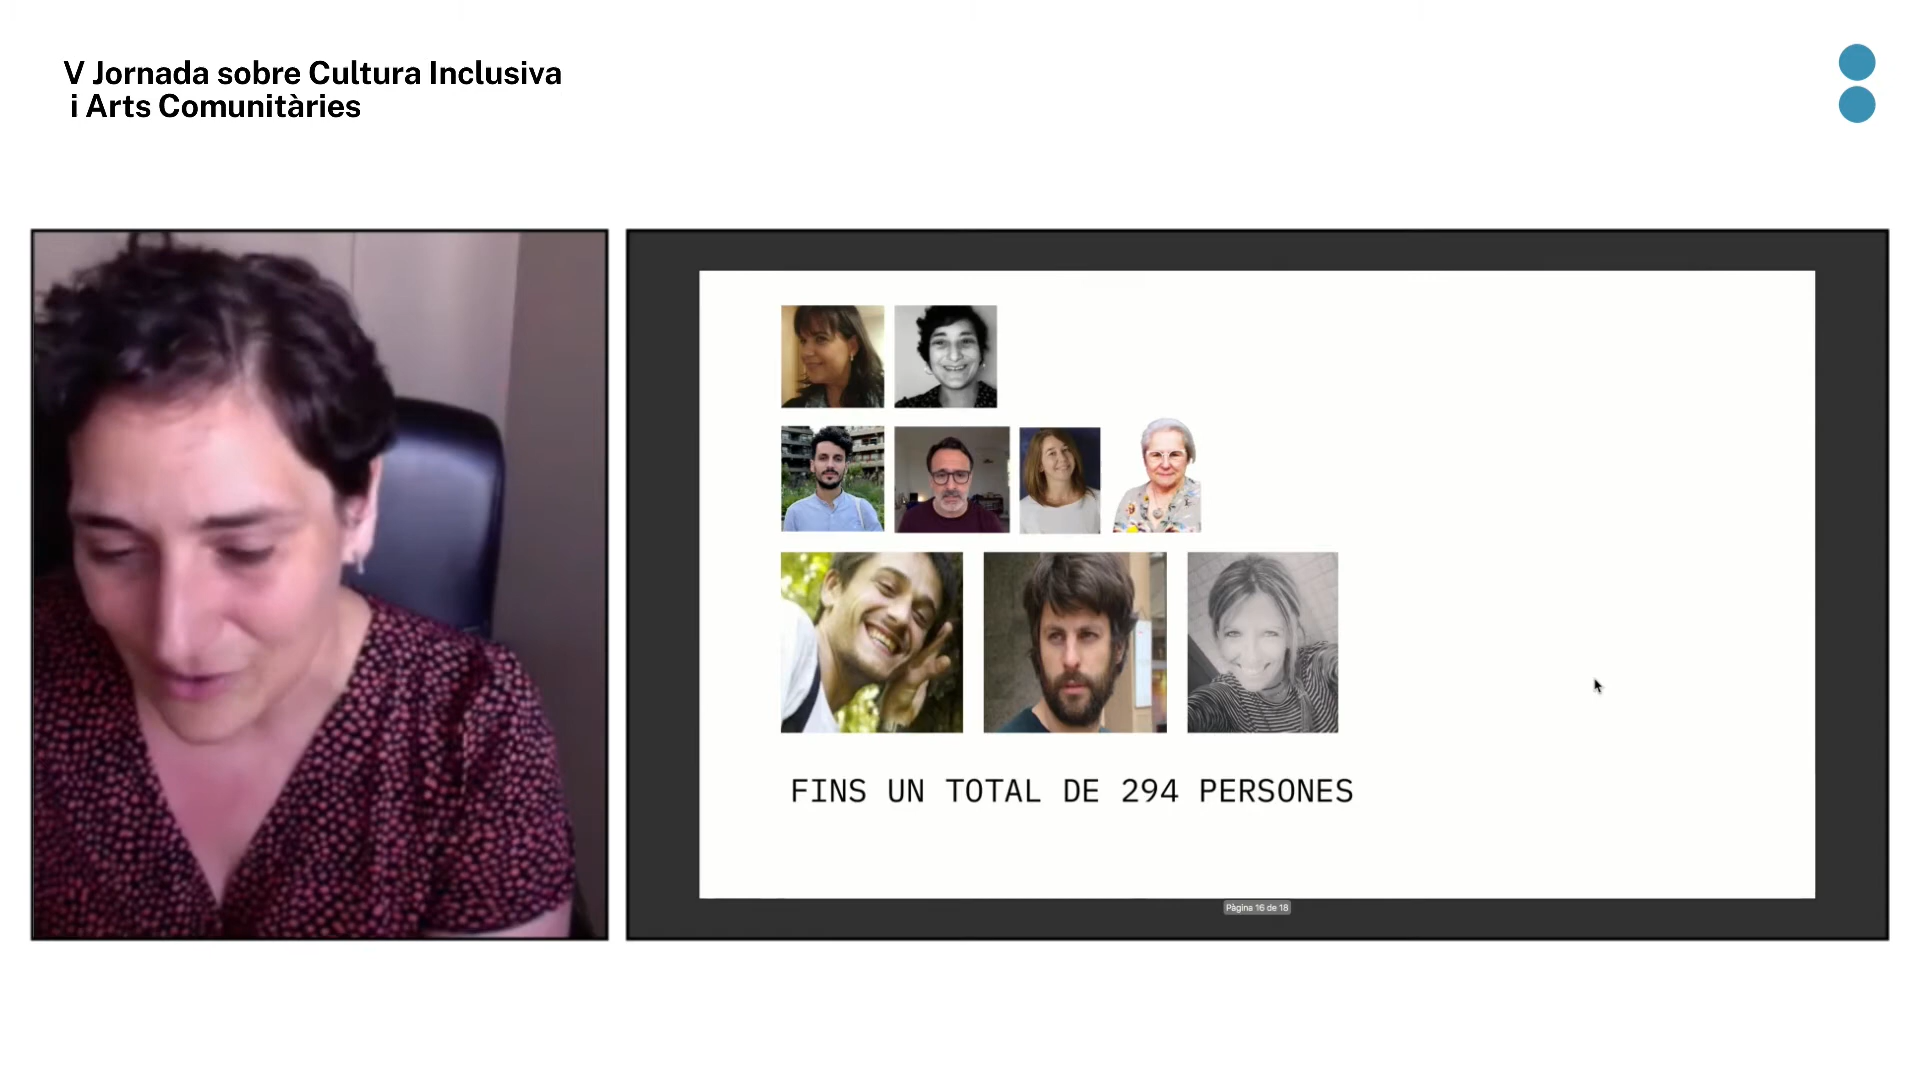 V Jornada sobre Cultura Inclusiva
i Arts Comunitàries
FINS UN TOTAL DE 294 PERSONES
Pàgina 16 de 18